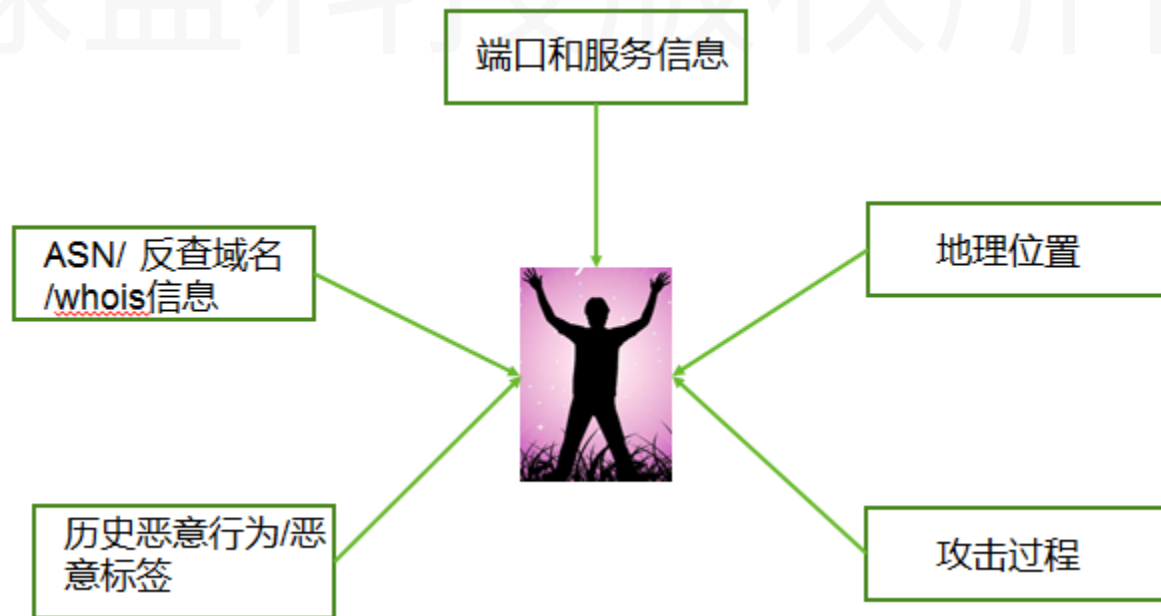 端口和服务信息
ASN/ 反查域名
/whois信息
地理位置
历史恶意行为/恶
意标签
攻击过程